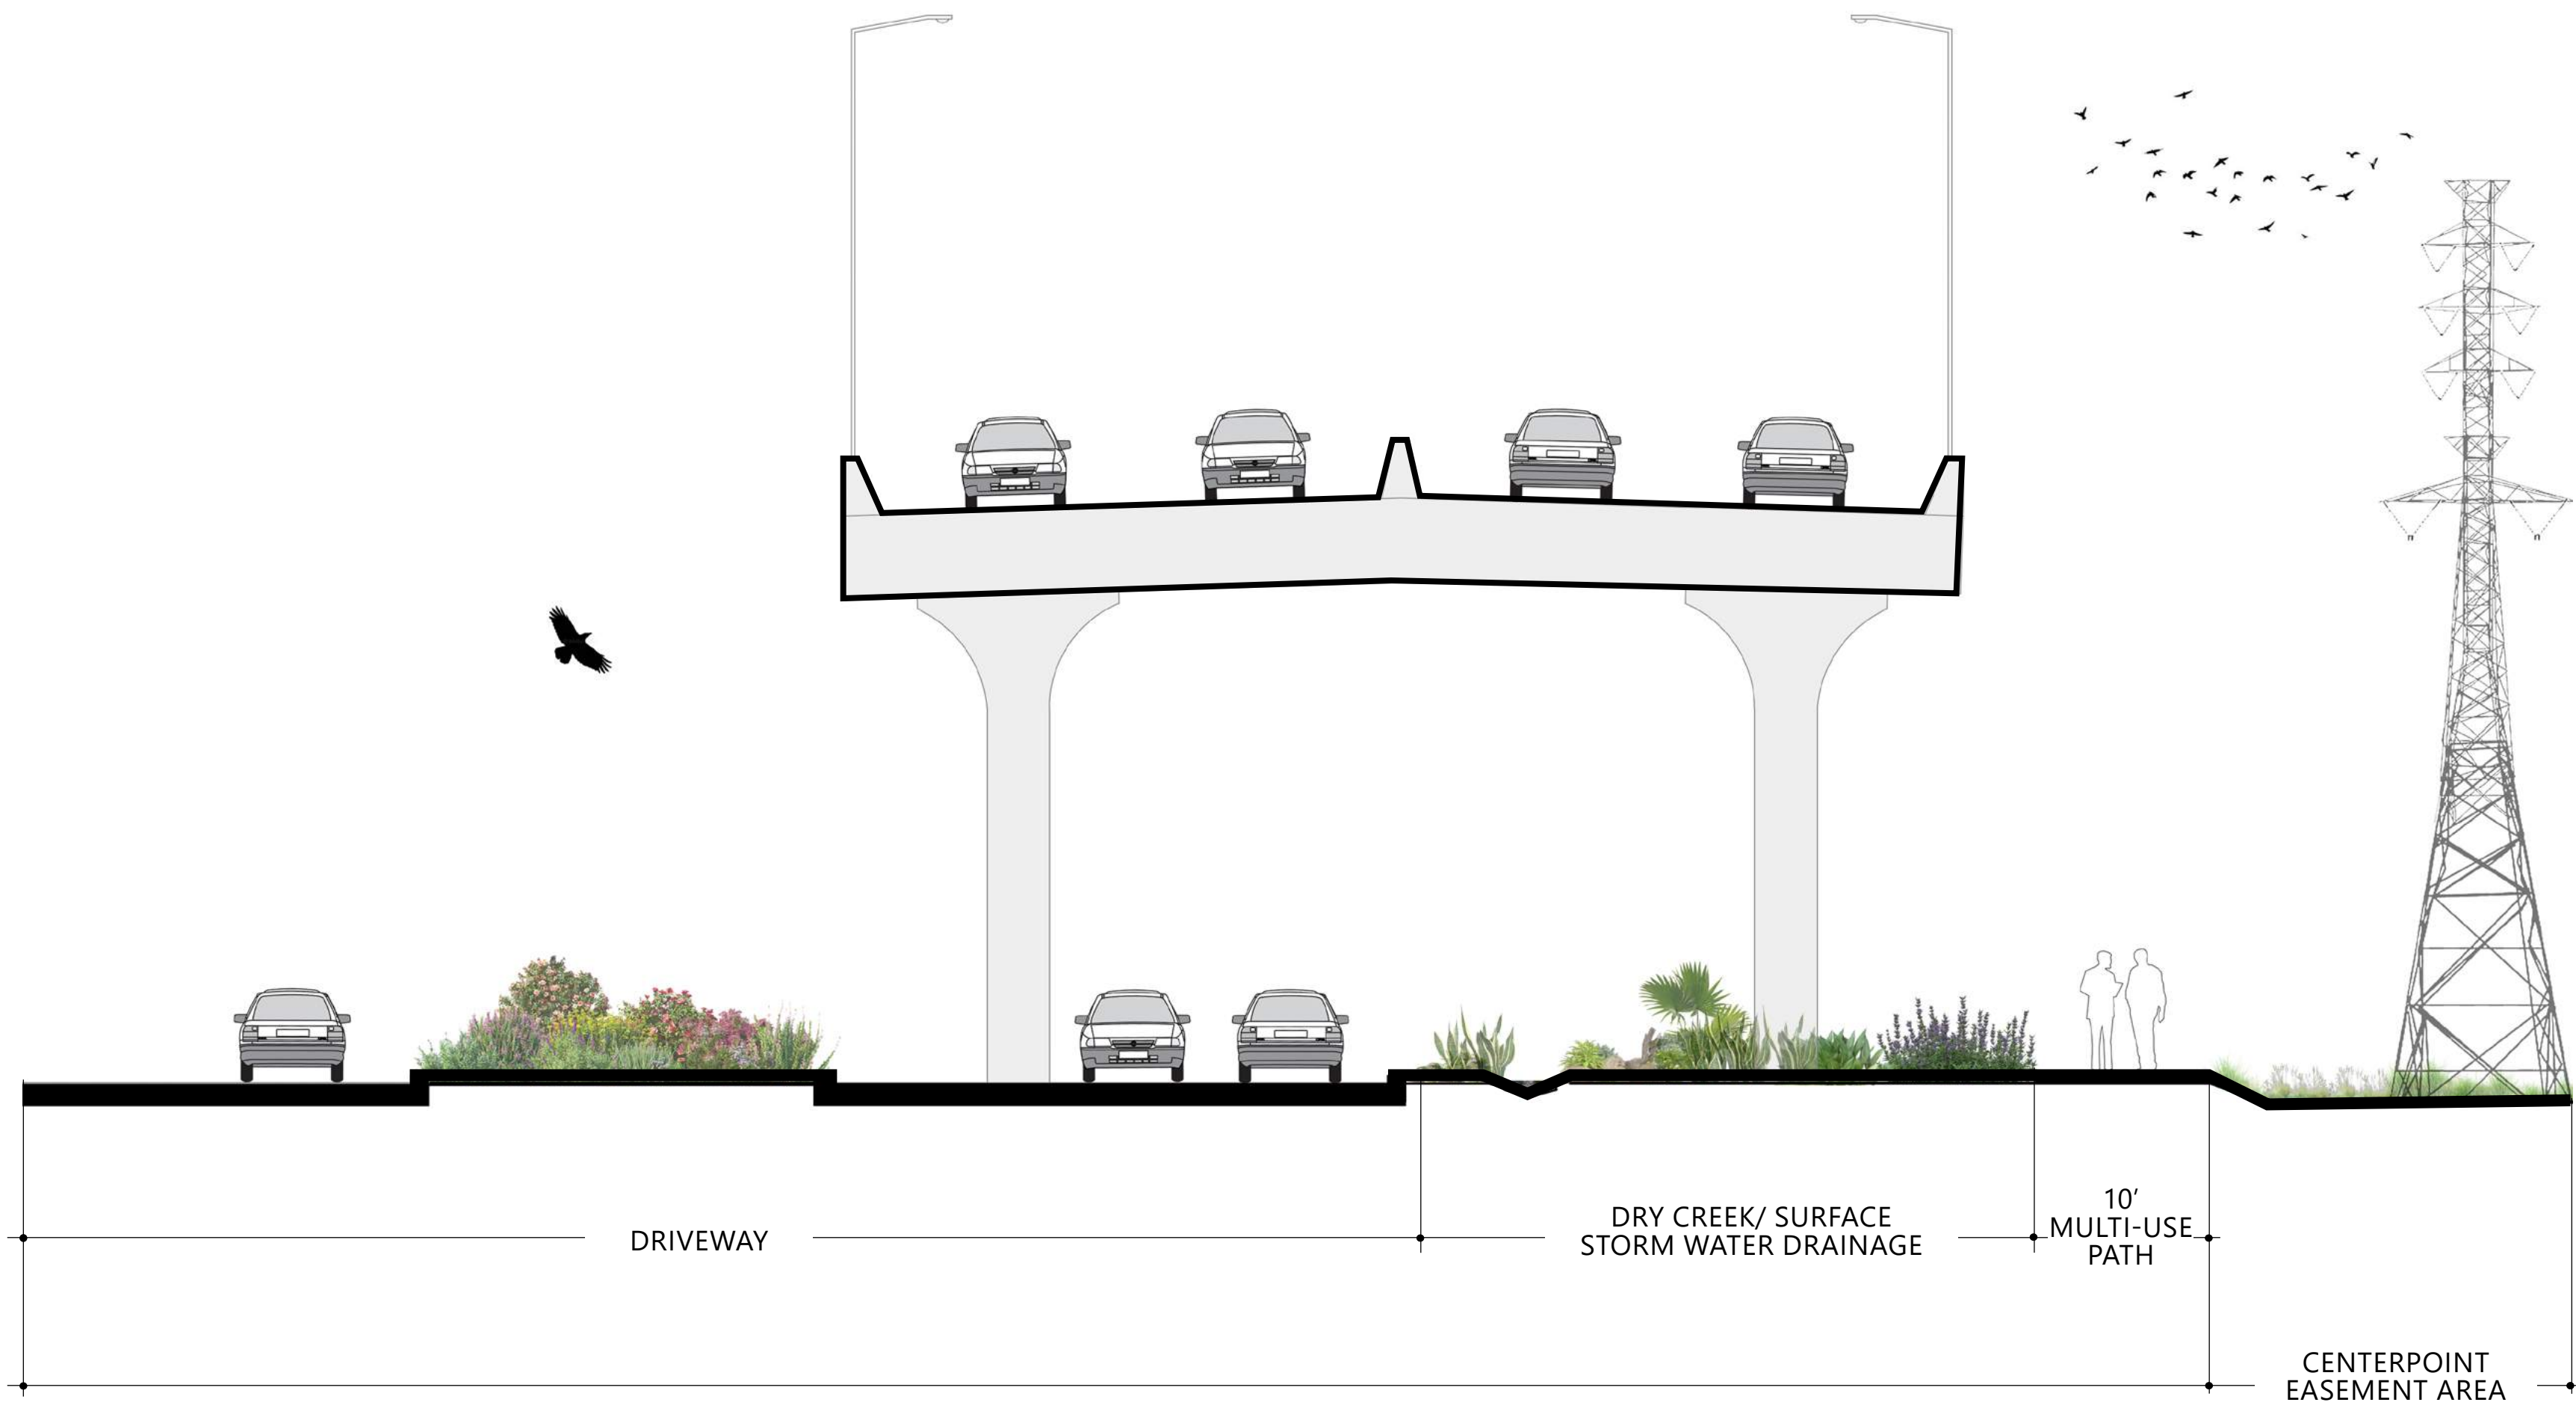 DRIVEWAY
DRY CREEK/ SURFACE
STORM WATER DRAINAGE
10’
MULTI-USE
PATH
CENTERPOINT
EASEMENT AREA